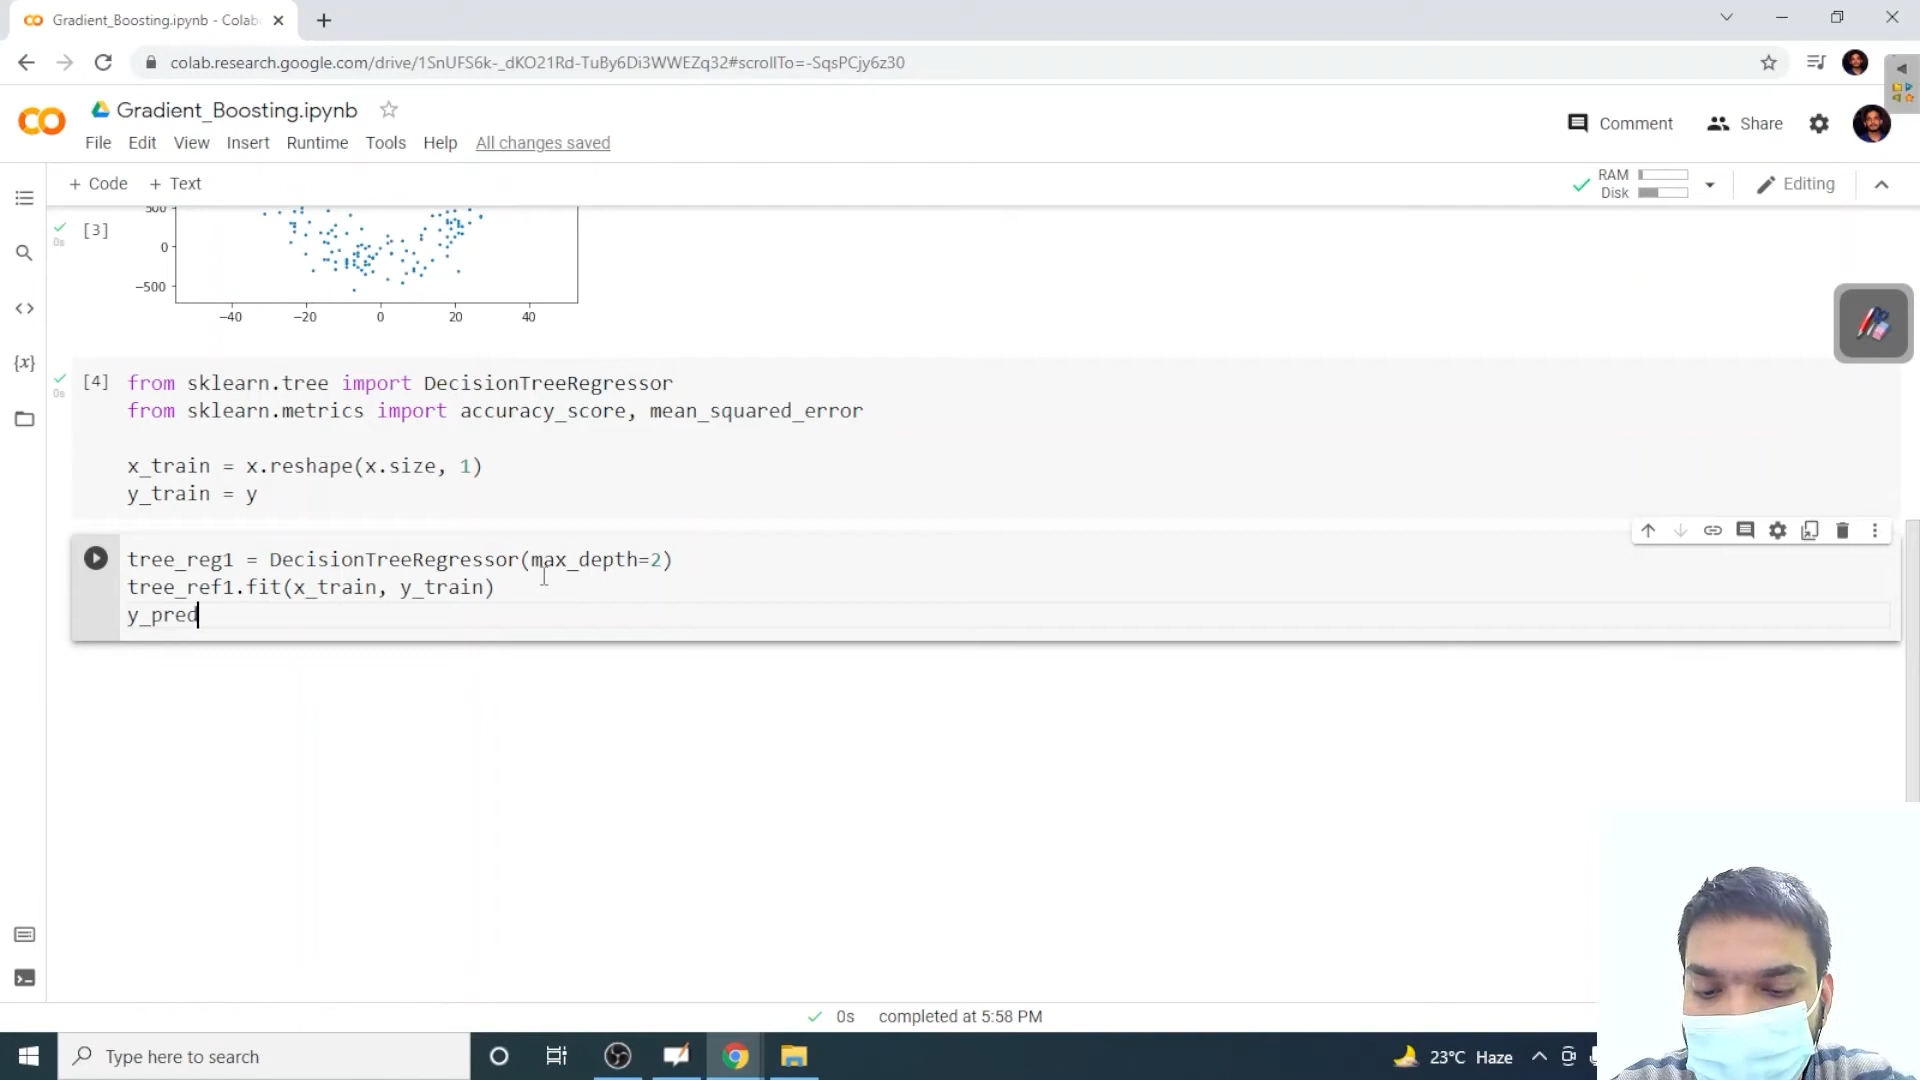 Gradient_Boosting.ipynb - Colab
colab.research.google.com/drive/1SnUFS6k-_dKO21Rd-TuBy6Di3WWEZq32#scrollTo=-SqsPCjy6z30
Gradient_Boosting.ipynb
Comment
Share
File Edit View Insert Runtime Tools Help All changes saved
+ Code + Text
RAM
Disk
Editing
0s
[3]
500
0
−500
−40 −20 0 20 40
0s
[4]
from sklearn.tree import DecisionTreeRegressor
from sklearn.metrics import accuracy_score, mean_squared_error
x_train = x.reshape(x.size, 1)
y_train = y
tree_reg1 = DecisionTreeRegressor(max_depth=2)
tree_ref1.fit(x_train, y_train)
y_pred
0s completed at 5:58 PM
Type here to search
23°C Haze